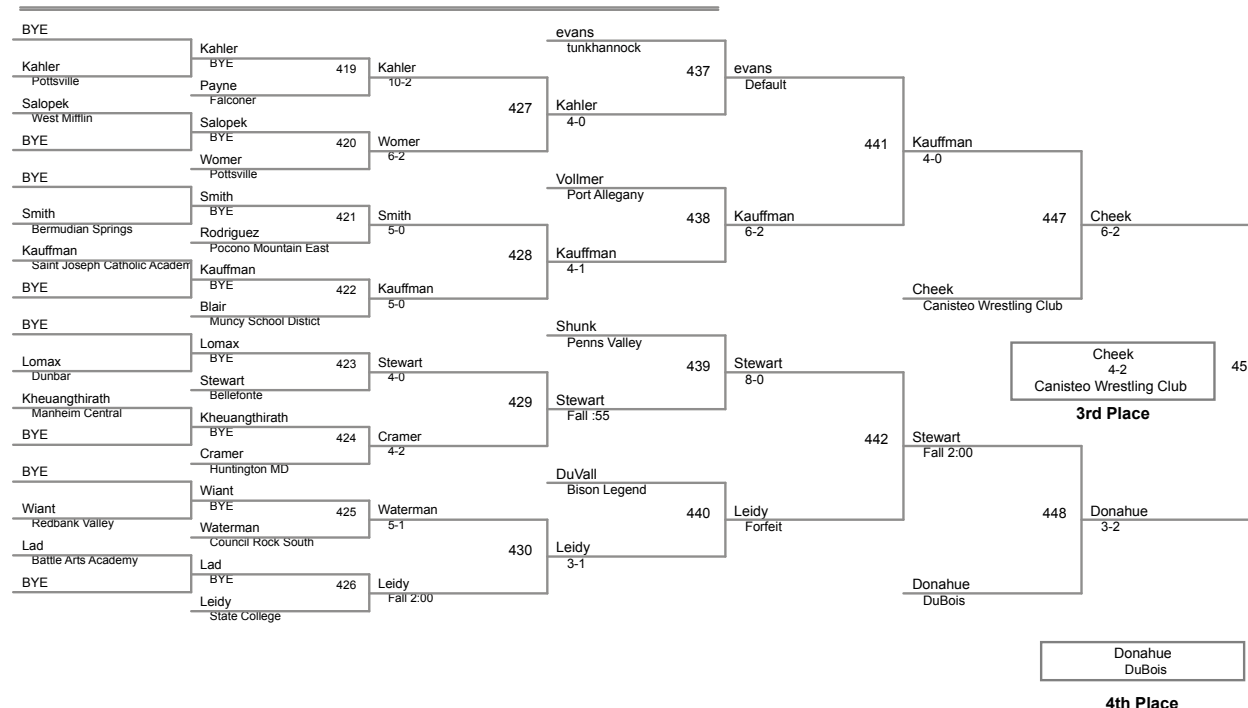 BYE
Kahler
Pottsville
Salopek
West Mifflin
BYE
BYE
Smith
Bermudian Springs
Kauffman
Saint Joseph Catholic Academ
BYE
BYE
Lomax
Dunbar
Kheuangthirath
Manheim Central
BYE
BYE
Wiant
Redbank Valley
Lad
Battle Arts Academy
BYE
Kahler
BYE
419
Payne
Falconer
Salopek
BYE
420
Womer
Pottsville
Smith
BYE
421
Rodriguez
Pocono Mountain East
Kauffman
BYE
422
Blair
Muncy School Distict
Lomax
BYE
423
Stewart
Bellefonte
Kheuangthirath
BYE
424
Cramer
Huntington MD
Wiant
BYE
425
Waterman
Council Rock South
Lad
BYE
426
Leidy
State College
Kahler
10-2
427
Womer
6-2
Smith
5-0
428
Kauffman
5-0
Stewart
4-0
429
Cramer
4-2
Waterman
5-1
430
Leidy
Fall 2:00
evans
tunkhannock
437
Kahler
4-0
Vollmer
Port Allegany
438
Kauffman
4-1
Shunk
Penns Valley
439
Stewart
Fall :55
DuVall
Bison Legend
440
Leidy
3-1
evans
Default
441
Kauffman
6-2
Stewart
8-0
442
Leidy
Forfeit
Kauffman
4-0
447
Cheek
Canisteo Wrestling Club
Stewart
Fall 2:00
448
Donahue
DuBois
Cheek
6-2
Cheek
4-2
Canisteo Wrestling Club
45
3rd Place
Donahue
3-2
Donahue
DuBois
4th Place